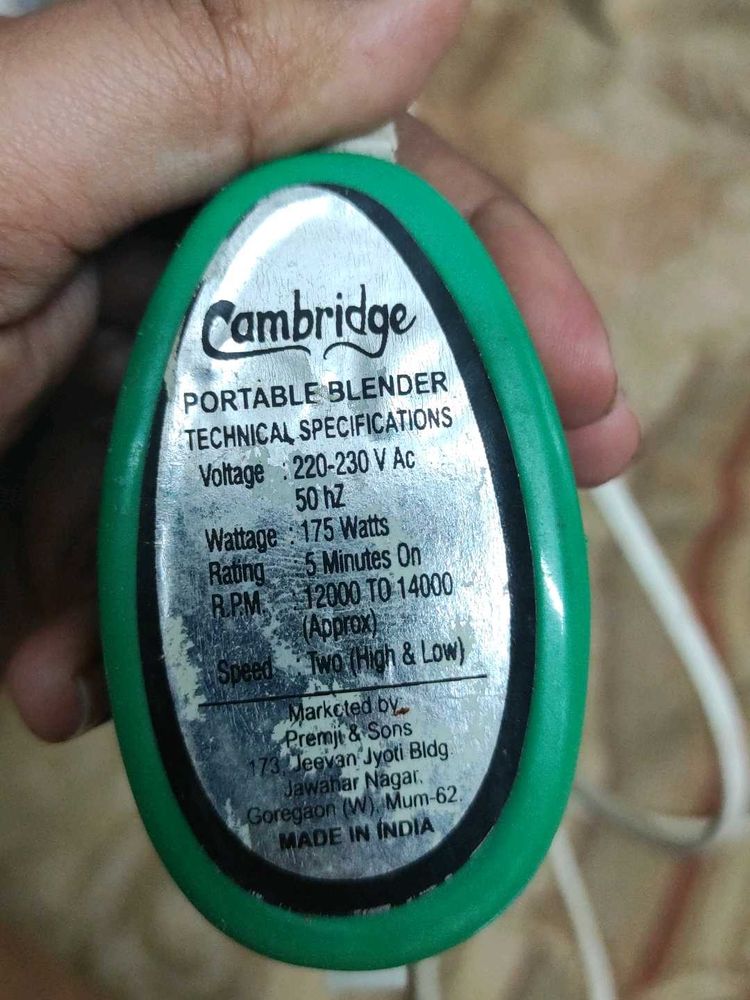 Cambridge
PORTABLE BLENDER
TECHNICAL SPECIFICATIONS
Voltage : 220-230 V Ac
50 hZ
Wattage : 175 Watts
Rating : 5 Minutes On
R.P.M. : 12000 TO 14000
(Approx)
Speed : Two (High & Low)
Marketed by
Premji & Sons
173, Jeevan Jyoti Bldg.
Jawahar Nagar,
Goregaon (W), Mum-62.
MADE IN INDIA